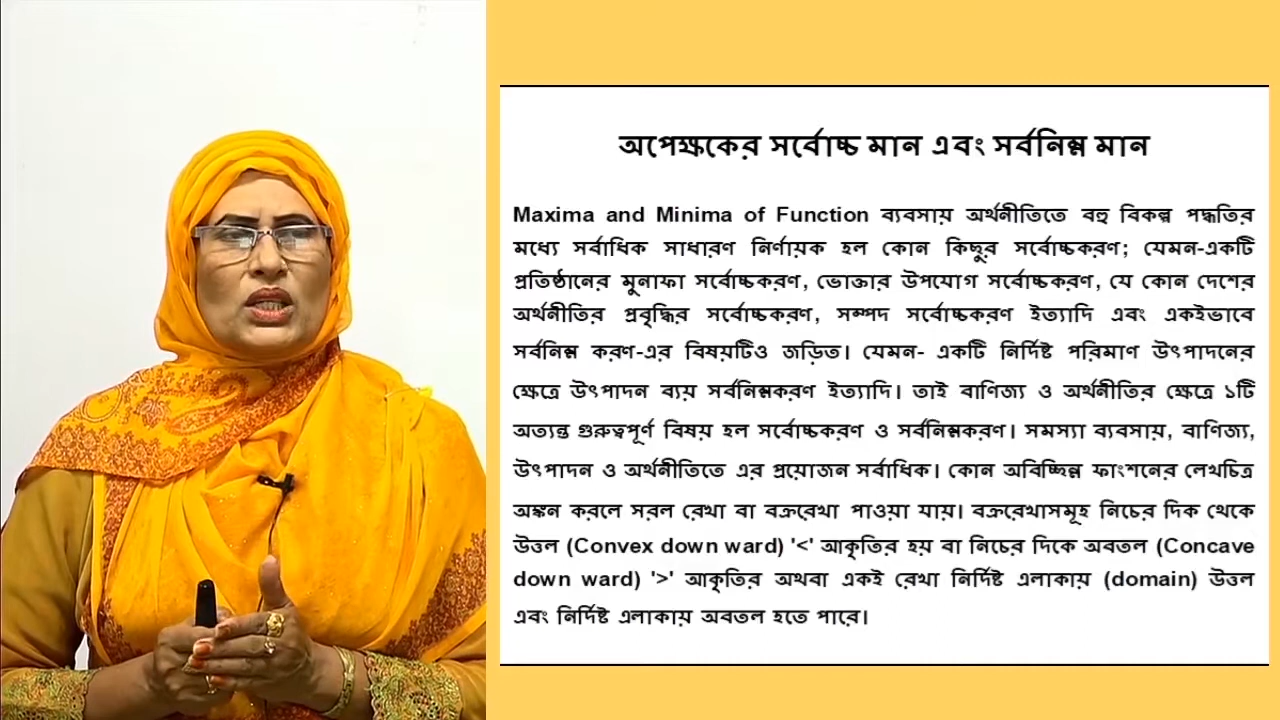 অপেক্ষকের সর্বোচ্চ মান এবং সর্বনিম্ন মান
Maxima and Minima of Function ব্যবসায় অর্থনীতিতে বহু বিকল্প পদ্ধতির
মধ্যে সর্বাধিক সাধারণ নির্ণায়ক হল কোন কিছুর সর্বোচ্চকরণ; যেমন-একটি
প্রতিষ্ঠানের মুনাফা সর্বোচ্চকরণ, ভোক্তার উপযোগ সর্বোচ্চকরণ, যে কোন দেশের
অর্থনীতির প্রবৃদ্ধির সর্বোচ্চকরণ, সম্পদ সর্বোচ্চকরণ ইত্যাদি এবং একইভাবে
সর্বনিম্ন করণ-এর বিষয়টিও জড়িত। যেমন- একটি নির্দিষ্ট পরিমাণ উৎপাদনের
ক্ষেত্রে উৎপাদন ব্যয় সর্বনিম্নকরণ ইত্যাদি। তাই বাণিজ্য ও অর্থনীতির ক্ষেত্রে ১টি
অত্যন্ত গুরুত্বপূর্ণ বিষয় হল সর্বোচ্চকরণ ও সর্বনিম্নকরণ। সমস্যা ব্যবসায়, বাণিজ্য,
উৎপাদন ও অর্থনীতিতে এর প্রয়োজন সর্বাধিক। কোন অবিচ্ছিন্ন ফাংশনের লেখচিত্র
অঙ্কন করলে সরল রেখা বা বক্ররেখা পাওয়া যায়। বক্ররেখাসমূহ নিচের দিক থেকে
উত্তল (Convex down ward) '<' আকৃতির হয় বা নিচের দিকে অবতল (Concave
down ward) '>' আকৃতির অথবা একই রেখা নির্দিষ্ট এলাকায় (domain) উত্তল
এবং নির্দিষ্ট এলাকায় অবতল হতে পারে।